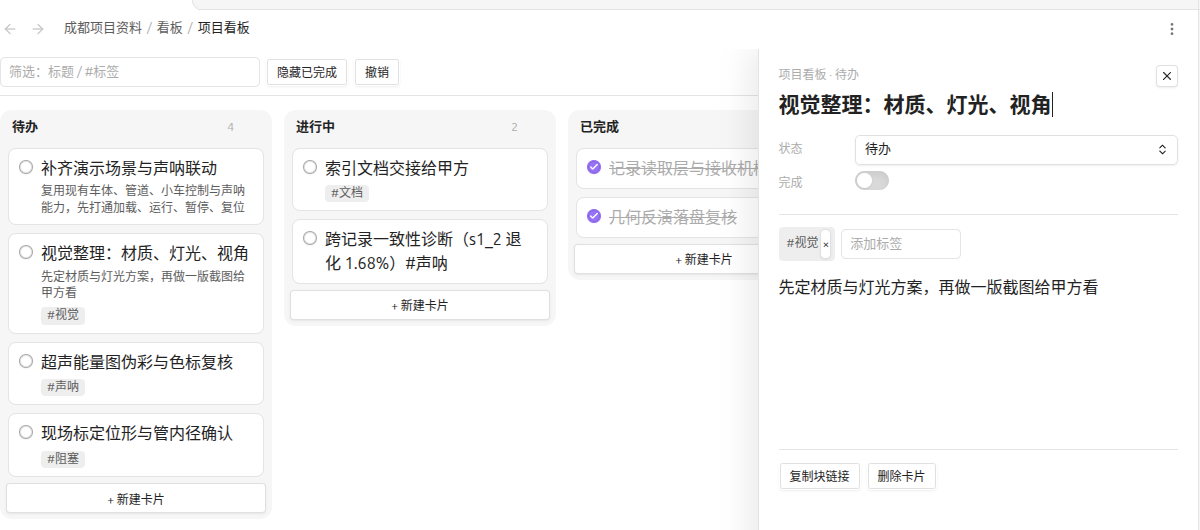 成都项目资料 / 看板 / 项目看板
筛选：标题 / #标签
隐藏已完成
撤销
待办 4
补齐演示场景与声呐联动
复用现有车体、管道、小车控制与声呐
能力，先打通加载、运行、暂停、复位
视觉整理：材质、灯光、视角
先定材质与灯光方案，再做一版截图给
甲方看
#视觉
超声能量图伪彩与色标复核
#声呐
现场标定位形与管内径确认
#阻塞
+ 新建卡片
进行中 2
索引文档交接给甲方
#文档
跨记录一致性诊断（s1_2 退
化 1.68%）#声呐
+ 新建卡片
已完成
记录读取层与接收机
几何反演落盘复核
+ 新建卡片
项目看板 · 待办
视觉整理：材质、灯光、视角
状态 待办
完成
#视觉 ×
添加标签
先定材质与灯光方案，再做一版截图给甲方看
复制块链接
删除卡片